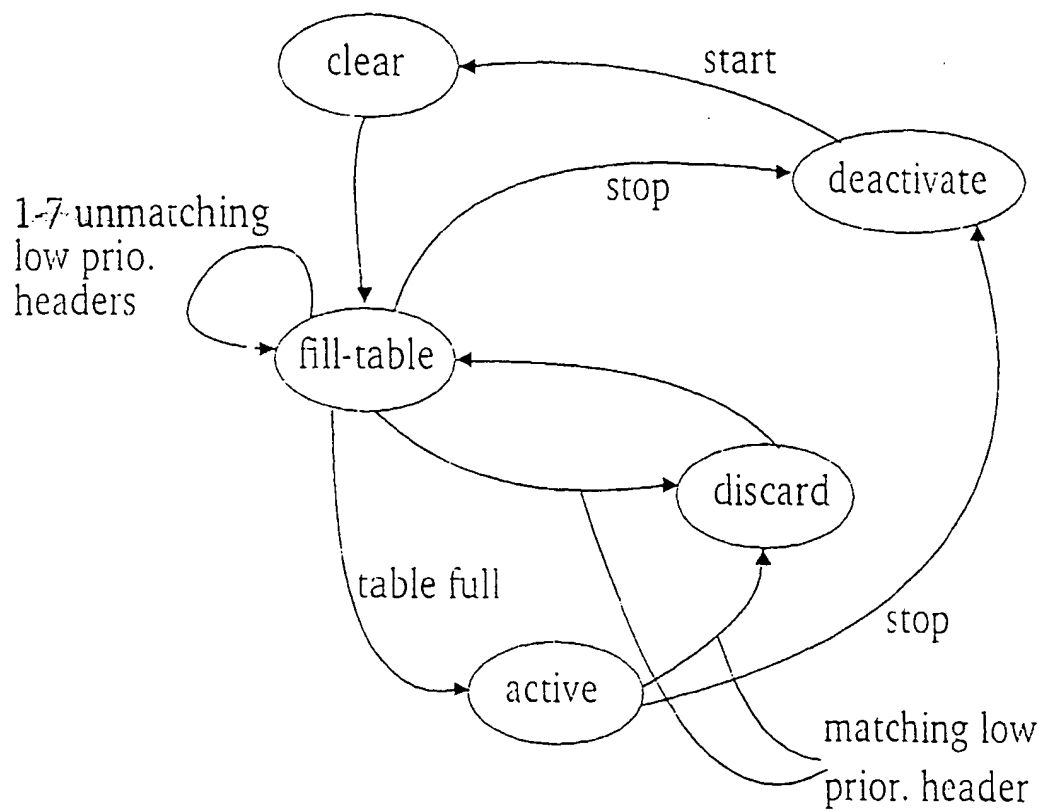 clear
start
deactivate
stop
1-7 unmatching
low prio.
headers
fill-table
discard
table full
stop
active
matching low
prior. header